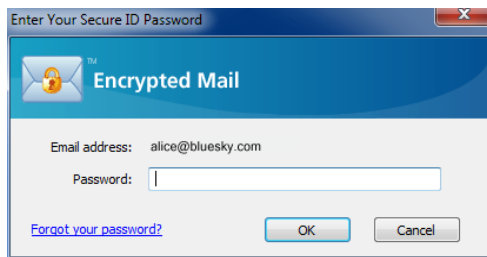 Enter Your Secure ID Password
TM
Encrypted Mail
Email address: alice@bluesky.com
Password:
Forgot your password? OK Cancel